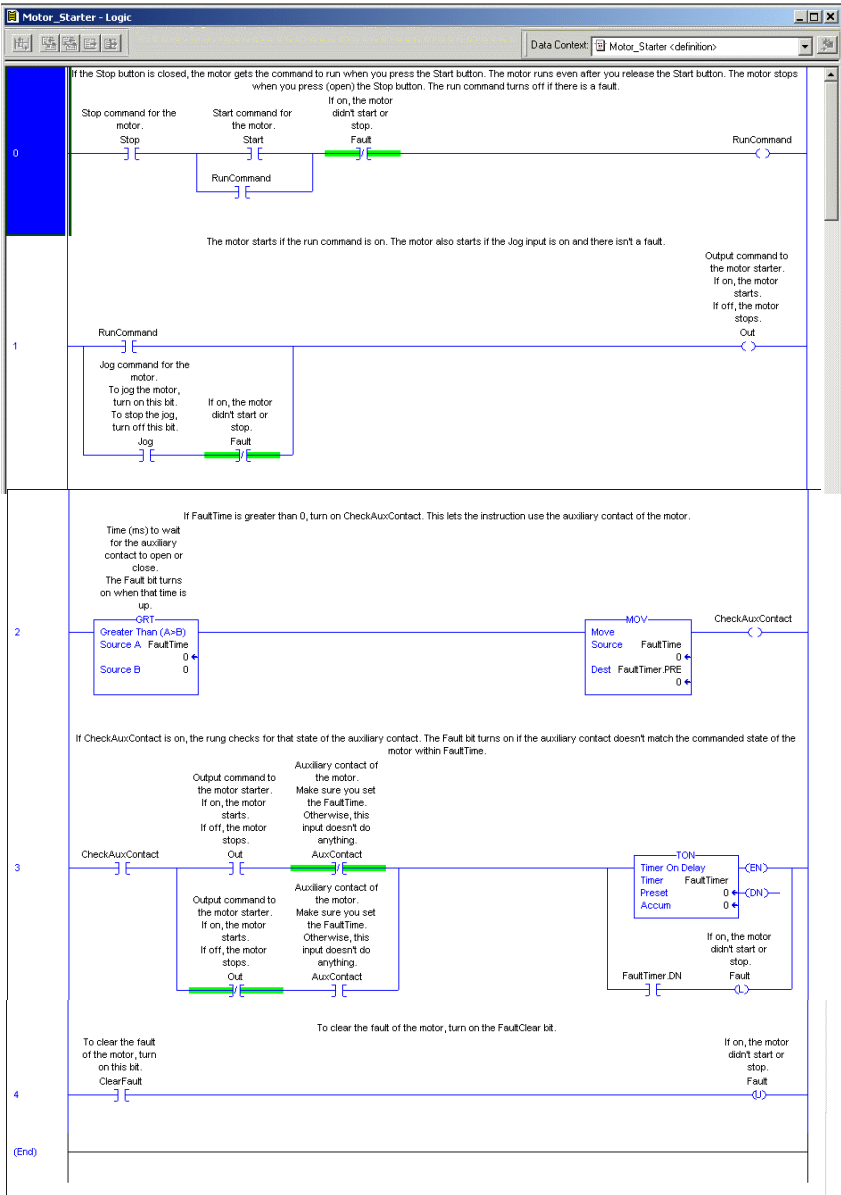 Motor_Starter - Logic
Data Context: Motor_Starter <definition>
If the Stop button is closed, the motor gets the command to run when you press the Start button. The motor runs even after you release the Start button. The motor stops
when you press (open) the Stop button. The run command turns off if there is a fault.
Stop command for the
motor.
Stop
Start command for
the motor.
Start
If on, the motor
didn't start or
stop.
Fault
RunCommand
0
RunCommand
The motor starts if the run command is on. The motor also starts if the Jog input is on and there isn't a fault.
Output command to
the motor starter.
If on, the motor
starts.
If off, the motor
stops.
Out
RunCommand
1
Jog command for the
motor.
To jog the motor,
turn on this bit.
To stop the jog,
turn off this bit.
Jog
If on, the motor
didn't start or
stop.
Fault
If FaultTime is greater than 0, turn on CheckAuxContact. This lets the instruction use the auxiliary contact of the motor.
Time (ms) to wait
for the auxiliary
contact to open or
close.
The Fault bit turns
on when that time is
up.
2
GRT
Greater Than (A>B)
Source A FaultTime
0
Source B 0
MOV
Move
Source FaultTime
0
Dest FaultTimer.PRE
0
CheckAuxContact
If CheckAuxContact is on, the rung checks for that state of the auxiliary contact. The Fault bit turns on if the auxiliary contact doesn't match the commanded state of the
motor within FaultTime.
3
CheckAuxContact
Output command to
the motor starter.
If on, the motor
starts.
If off, the motor
stops.
Out
Auxiliary contact of
the motor.
Make sure you set
the FaultTime.
Otherwise, this
input doesn't do
anything.
AuxContact
TON
Timer On Delay
Timer FaultTimer
Preset 0
Accum 0
EN
DN
Output command to
the motor starter.
If on, the motor
starts.
If off, the motor
stops.
Out
Auxiliary contact of
the motor.
Make sure you set
the FaultTime.
Otherwise, this
input doesn't do
anything.
AuxContact
FaultTimer.DN
If on, the motor
didn't start or
stop.
Fault
L
To clear the fault of the motor, turn on the FaultClear bit.
To clear the fault
of the motor, turn
on this bit.
ClearFault
4
If on, the motor
didn't start or
stop.
Fault
U
(End)